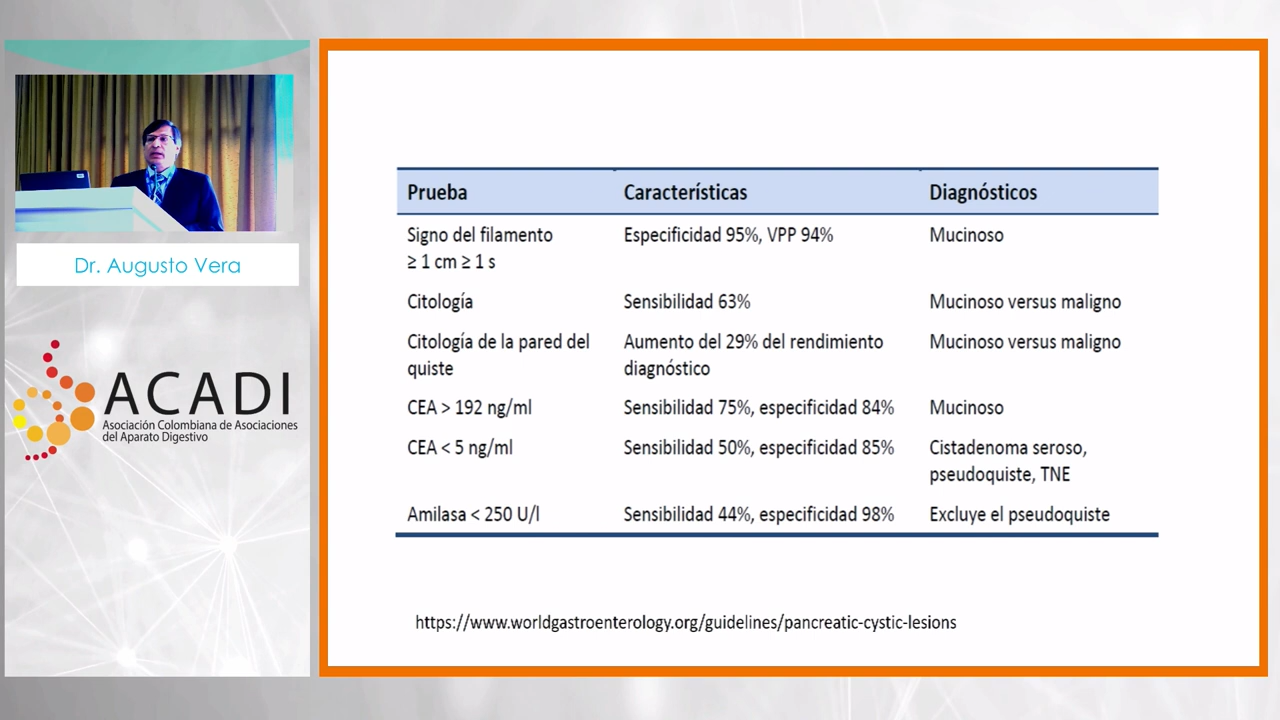 Dr. Augusto Vera
ACADI
Asociación Colombiana de Asociaciones
del Aparato Digestivo
Prueba Características Diagnósticos
Signo del filamento Especificidad 95%, VPP 94% Mucinoso
≥ 1 cm ≥ 1 s
Citología Sensibilidad 63% Mucinoso versus maligno
Citología de la pared del Aumento del 29% del rendimiento Mucinoso versus maligno
quiste diagnóstico
CEA > 192 ng/ml Sensibilidad 75%, especificidad 84% Mucinoso
CEA < 5 ng/ml Sensibilidad 50%, especificidad 85% Cistadenoma seroso,
pseudoquiste, TNE
Amilasa < 250 U/l Sensibilidad 44%, especificidad 98% Excluye el pseudoquiste
https://www.worldgastroenterology.org/guidelines/pancreatic-cystic-lesions